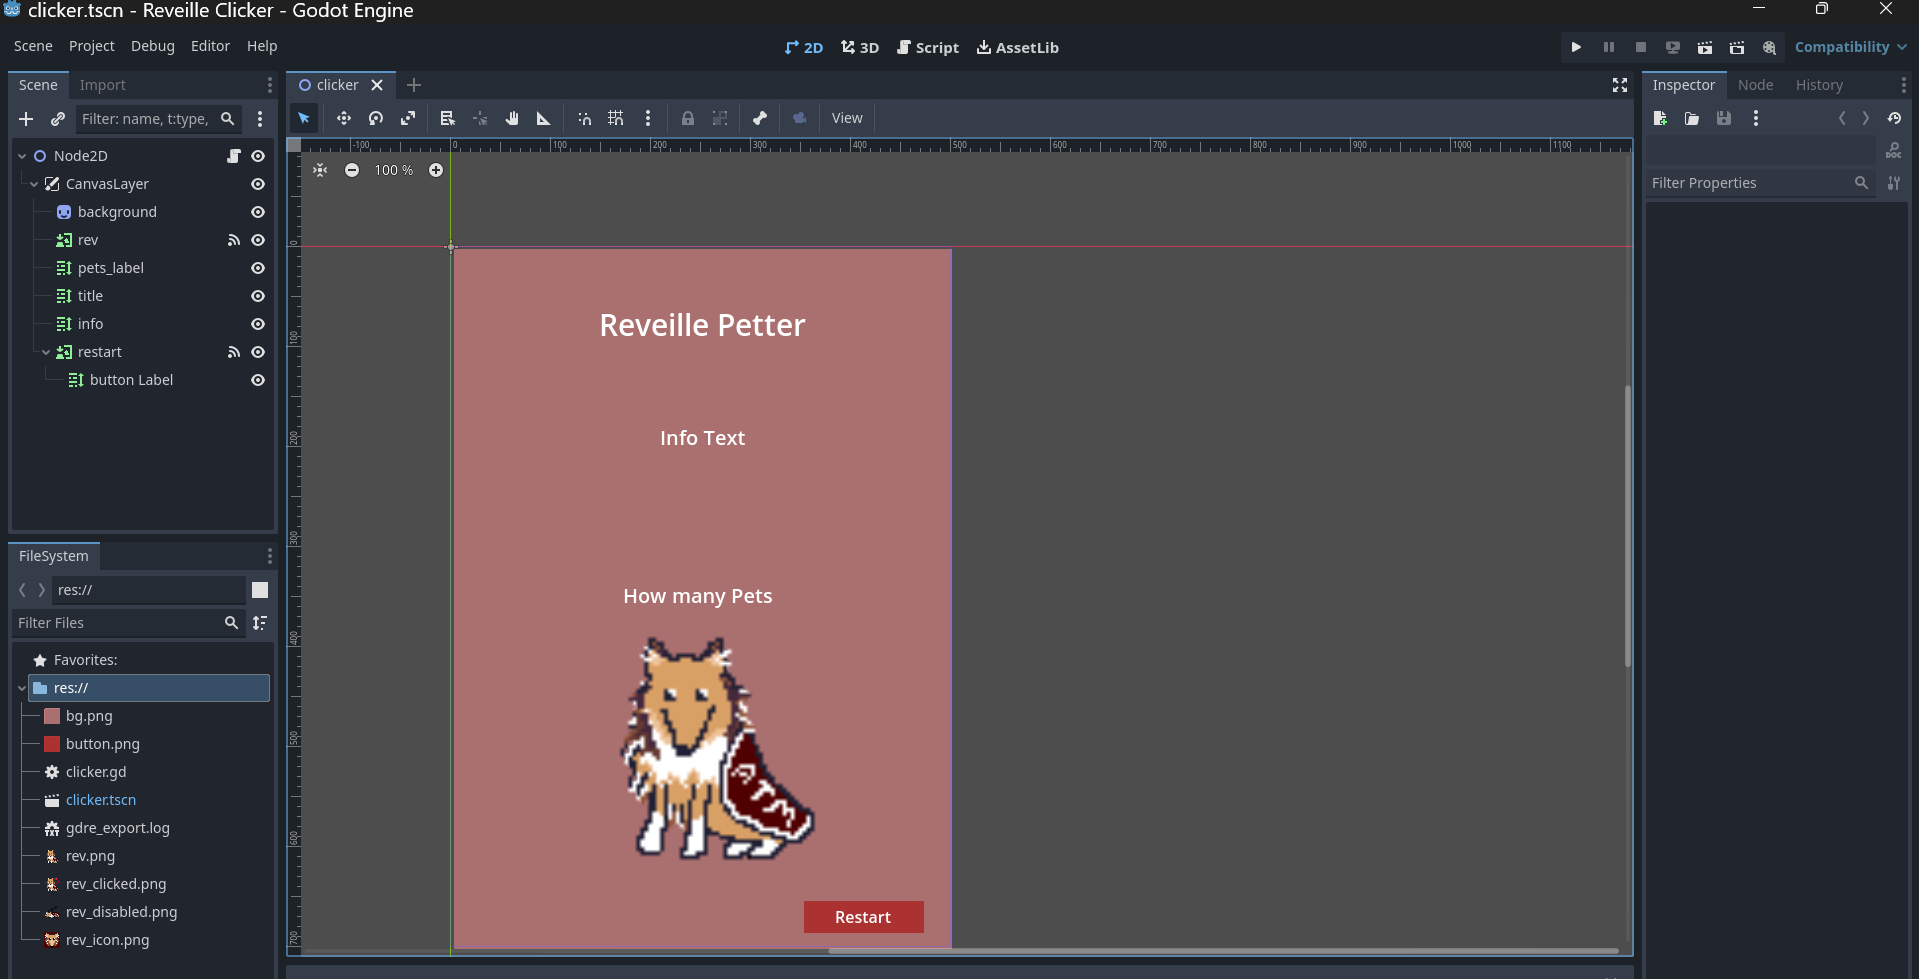 clicker.tscn - Reveille Clicker - Godot Engine
Scene Project Debug Editor Help
2D 3D Script AssetLib
Compatibility
Scene Import
Filter: name, t:type,
Node2D
CanvasLayer
background
rev
pets_label
title
info
restart
button Label
FileSystem
res://
Filter Files
Favorites:
res://
bg.png
button.png
clicker.gd
clicker.tscn
gdre_export.log
rev.png
rev_clicked.png
rev_disabled.png
rev_icon.png
clicker
View
-100 0 100 200 300 400 500 600 700 800 900 1000 1100
100 %
0
100
200
300
400
500
600
700
Reveille Petter
Info Text
How many Pets
ATM
Restart
Inspector Node History
DOC
Filter Properties